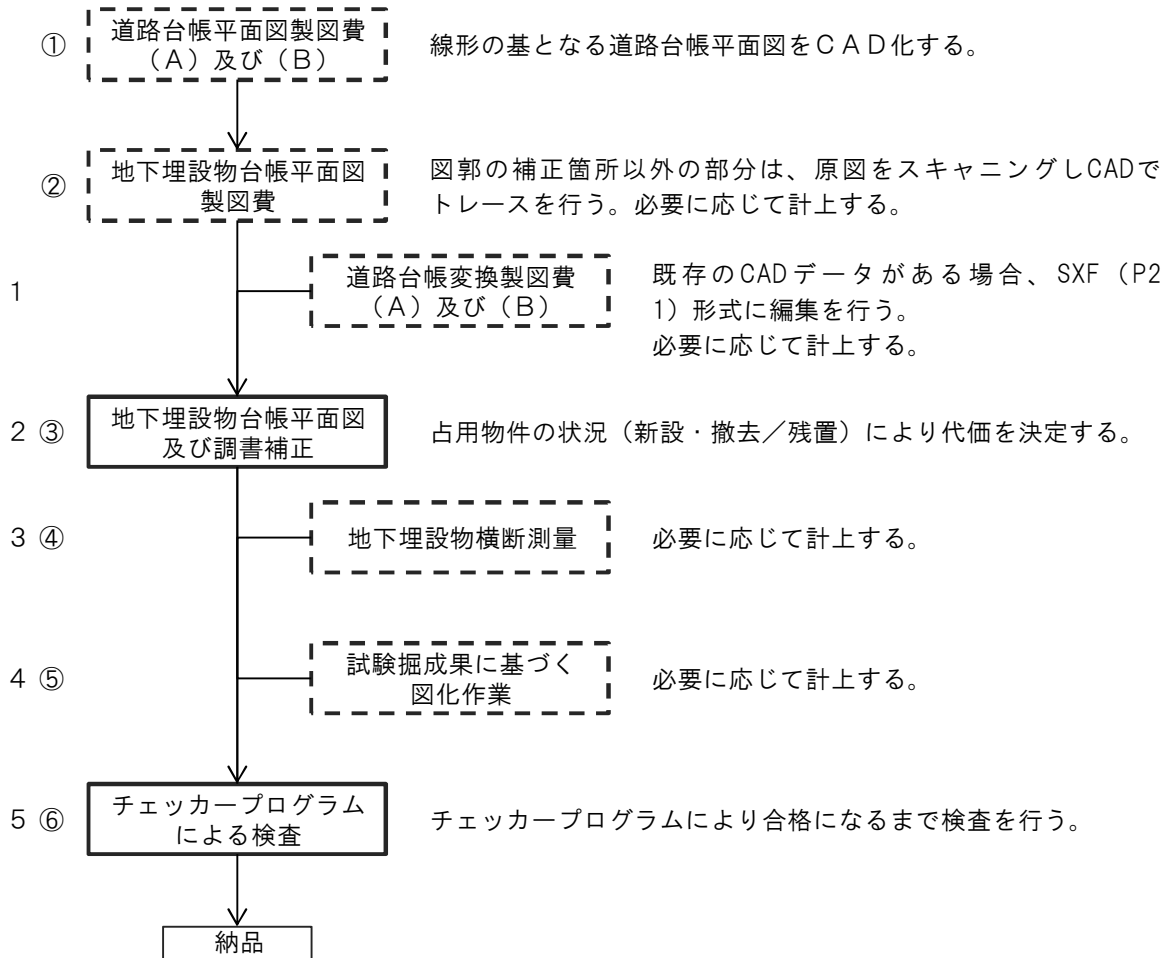 ① 道路台帳平面図製図費
（Ａ）及び（Ｂ）
線形の基となる道路台帳平面図をＣＡＤ化する。
② 地下埋設物台帳平面図
製図費
図郭の補正箇所以外の部分は、原図をスキャニングしCADで
トレースを行う。必要に応じて計上する。
1 道路台帳変換製図費
（Ａ）及び（Ｂ）
既存のCADデータがある場合、SXF（P2
1）形式に編集を行う。
必要に応じて計上する。
2 ③ 地下埋設物台帳平面図
及び調書補正
占用物件の状況（新設・撤去／残置）により代価を決定する。
3 ④ 地下埋設物横断測量 必要に応じて計上する。
4 ⑤ 試験掘成果に基づく
図化作業
必要に応じて計上する。
5 ⑥ チェッカープログラム
による検査
チェッカープログラムにより合格になるまで検査を行う。
納品